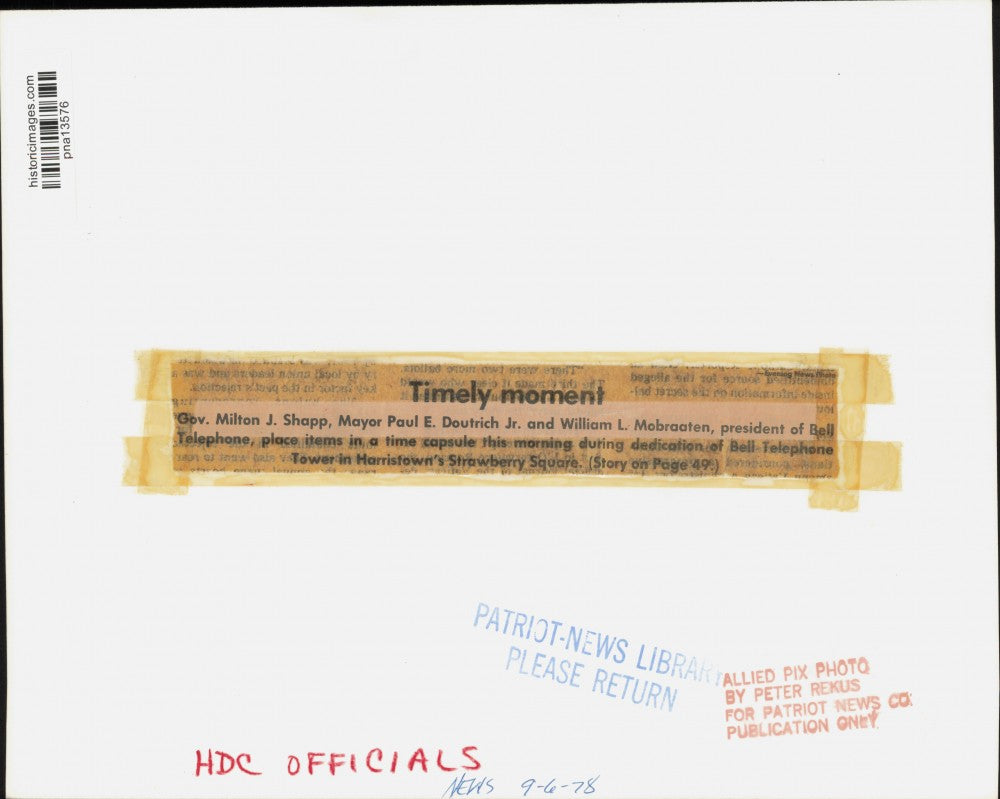 historicimages.com
pna13576
Evening News Photo
Timely moment
Gov. Milton J. Shapp, Mayor Paul E. Doutrich Jr. and William L. Mobraaten, president of Bell
Telephone, place items in a time capsule this morning during dedication of Bell Telephone
Tower in Harristown's Strawberry Square. (Story on Page 49.)
PATRIOT-NEWS LIBRARY
PLEASE RETURN
ALLIED PIX PHOTO
BY PETER REKUS
FOR PATRIOT NEWS CO.
PUBLICATION ONLY
HDC OFFICIALS
NEWS 9-6-78